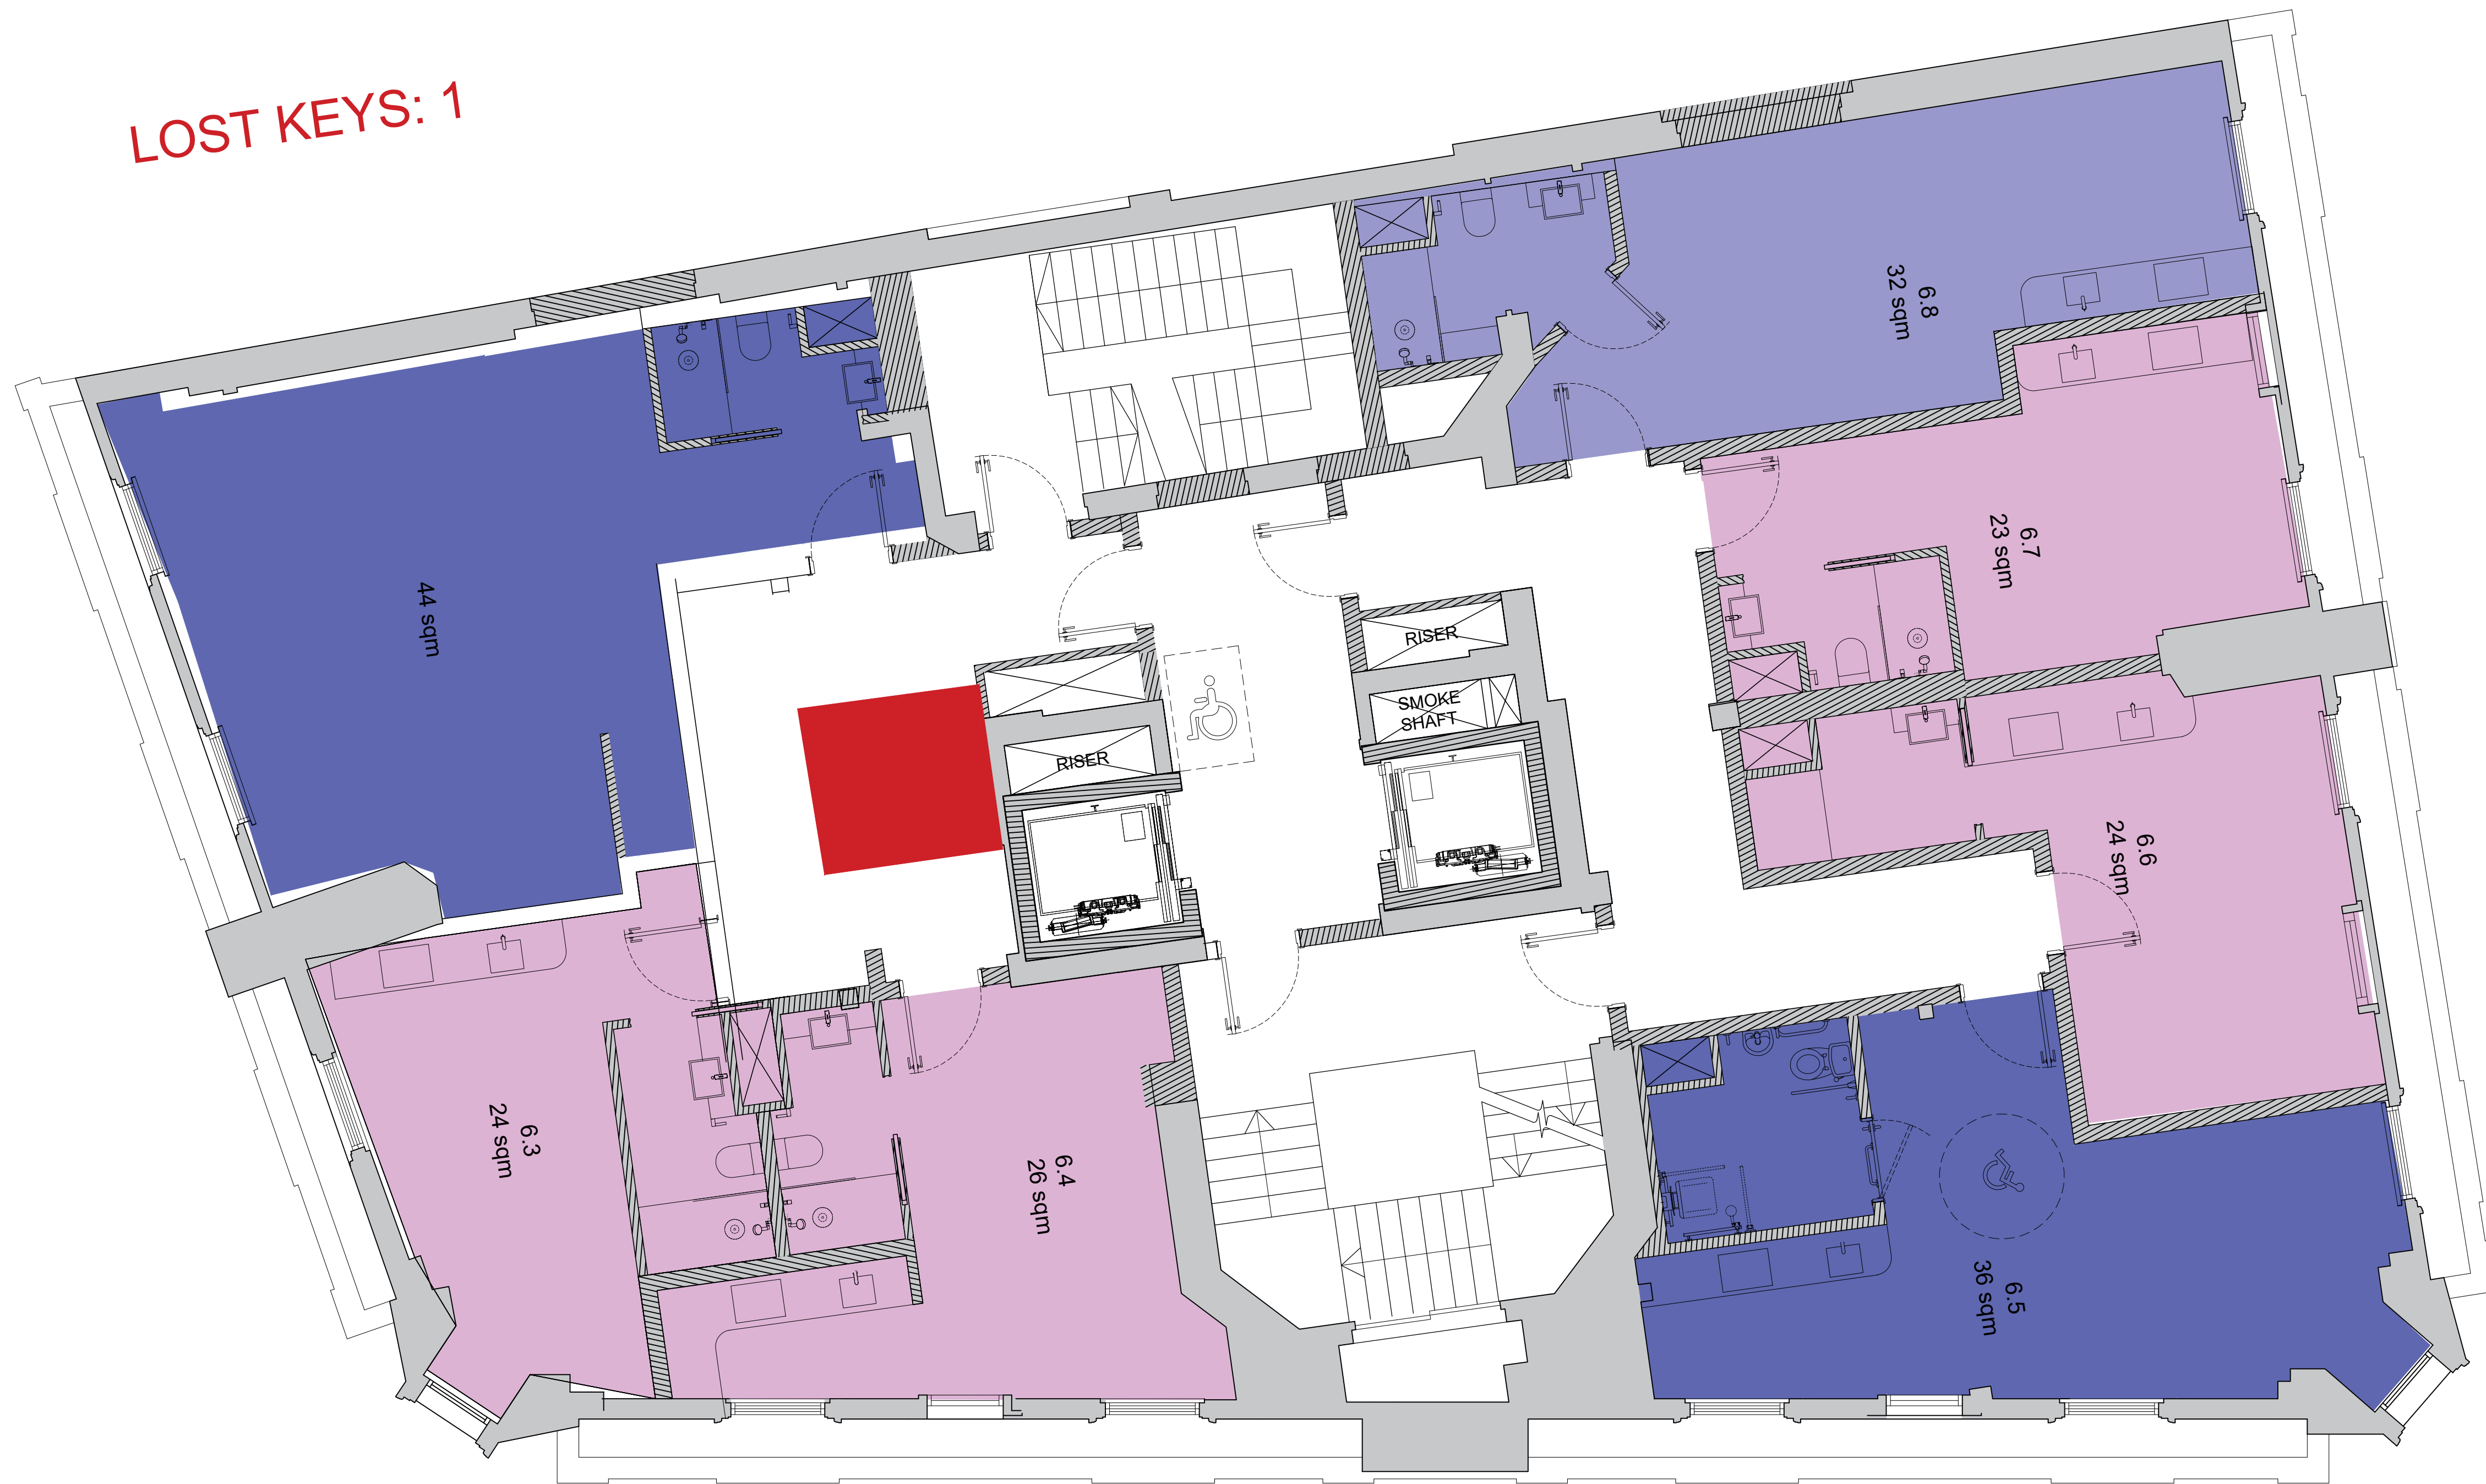 LOST KEYS: 1
6.8
32 sqm
6.7
23 sqm
44 sqm
RISER
SMOKE
SHAFT
RISER
6.6
24 sqm
6.3
24 sqm
6.4
26 sqm
6.5
36 sqm